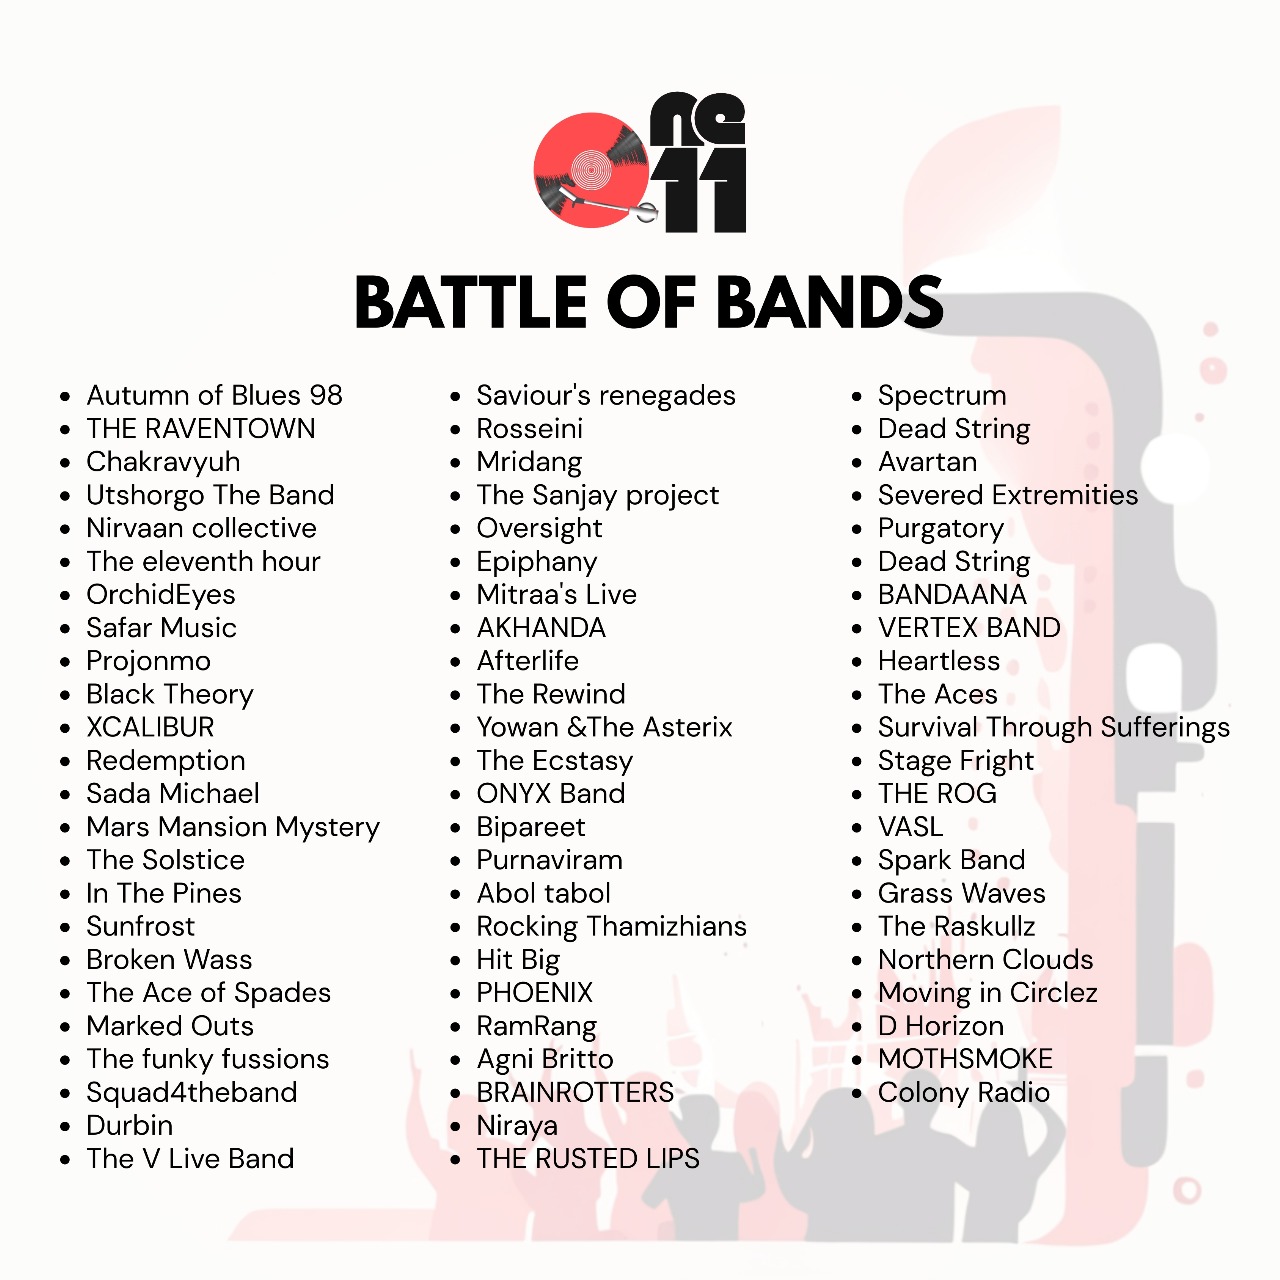 One
11
BATTLE OF BANDS
Autumn of Blues 98
THE RAVENTOWN
Chakravyuh
Utshorgo The Band
Nirvaan collective
The eleventh hour
OrchidEyes
Safar Music
Projonmo
Black Theory
XCALIBUR
Redemption
Sada Michael
Mars Mansion Mystery
The Solstice
In The Pines
Sunfrost
Broken Wass
The Ace of Spades
Marked Outs
The funky fussions
Squad4theband
Durbin
The V Live Band
Saviour's renegades
Rosseini
Mridang
The Sanjay project
Oversight
Epiphany
Mitraa's Live
AKHANDA
Afterlife
The Rewind
Yowan &The Asterix
The Ecstasy
ONYX Band
Bipareet
Purnaviram
Abol tabol
Rocking Thamizhians
Hit Big
PHOENIX
RamRang
Agni Britto
BRAINROTTERS
Niraya
THE RUSTED LIPS
Spectrum
Dead String
Avartan
Severed Extremities
Purgatory
Dead String
BANDAANA
VERTEX BAND
Heartless
The Aces
Survival Through Sufferings
Stage Fright
THE ROG
VASL
Spark Band
Grass Waves
The Raskullz
Northern Clouds
Moving in Circlez
D Horizon
MOTHSMOKE
Colony Radio